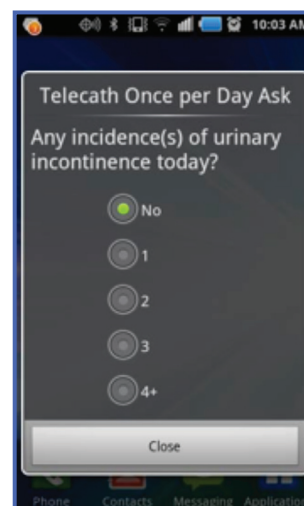 10:03 AM
Telecath Once per Day Ask
Any incidence(s) of urinary
incontinence today?
No
1
2
3
4+
Close
Phone Contacts Messaging Application